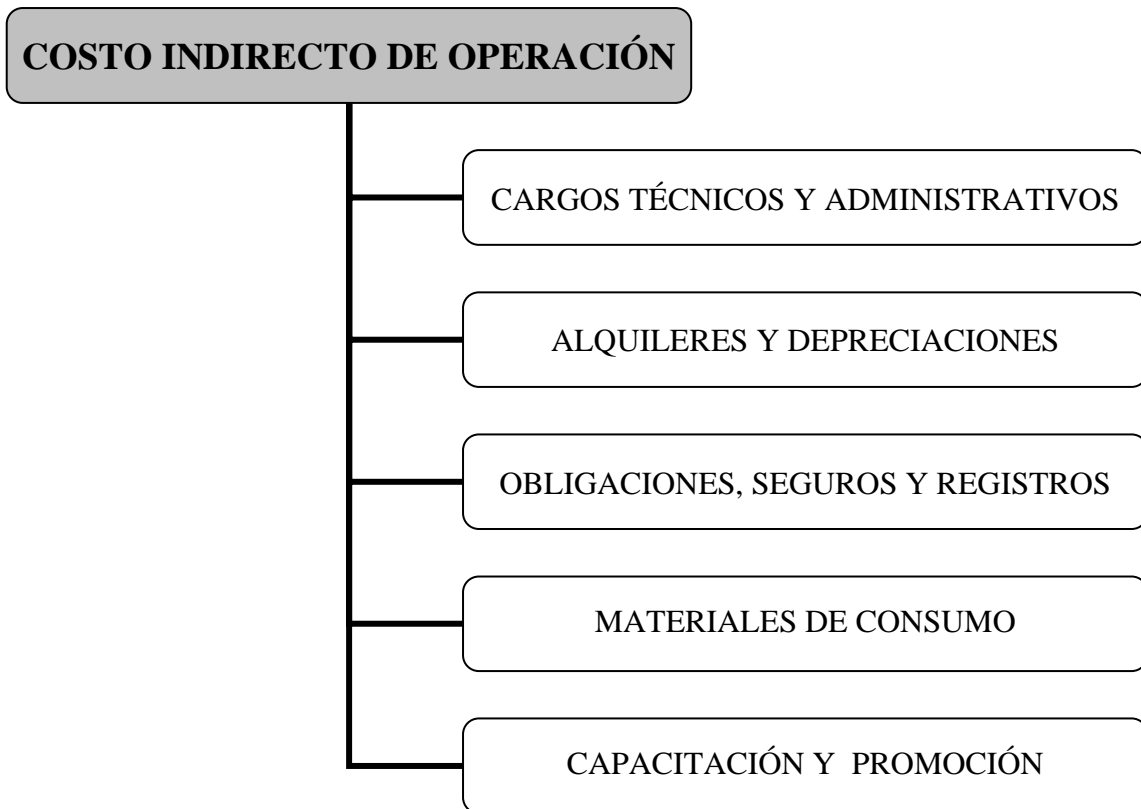 COSTO INDIRECTO DE OPERACIÓN
CARGOS TÉCNICOS Y ADMINISTRATIVOS
ALQUILERES Y DEPRECIACIONES
OBLIGACIONES, SEGUROS Y REGISTROS
MATERIALES DE CONSUMO
CAPACITACIÓN Y PROMOCIÓN